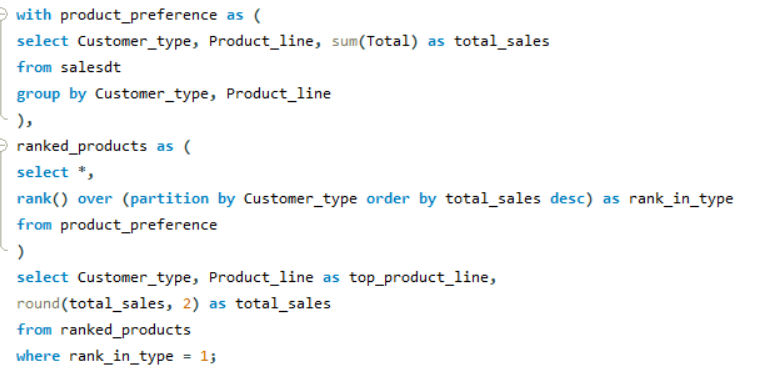 with product_preference as (
select Customer_type, Product_line, sum(Total) as total_sales
from salesdt
group by Customer_type, Product_line
),
ranked_products as (
select *,
rank() over (partition by Customer_type order by total_sales desc) as rank_in_type
from product_preference
)
select Customer_type, Product_line as top_product_line,
round(total_sales, 2) as total_sales
from ranked_products
where rank_in_type = 1;